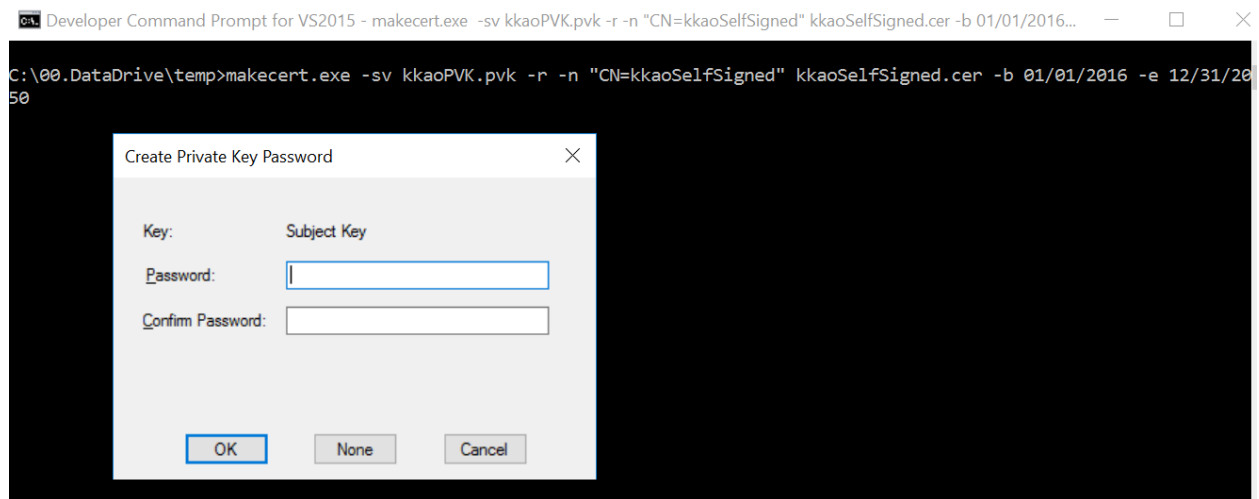 Developer Command Prompt for VS2015 - makecert.exe  -sv kkaoPVK.pvk -r -n "CN=kkaoSelfSigned" kkaoSelfSigned.cer -b 01/01/2016...
C:\00.DataDrive\temp>makecert.exe -sv kkaoPVK.pvk -r -n "CN=kkaoSelfSigned" kkaoSelfSigned.cer -b 01/01/2016 -e 12/31/20
50
Create Private Key Password
Key: Subject Key
Password:
Confirm Password:
OK None Cancel